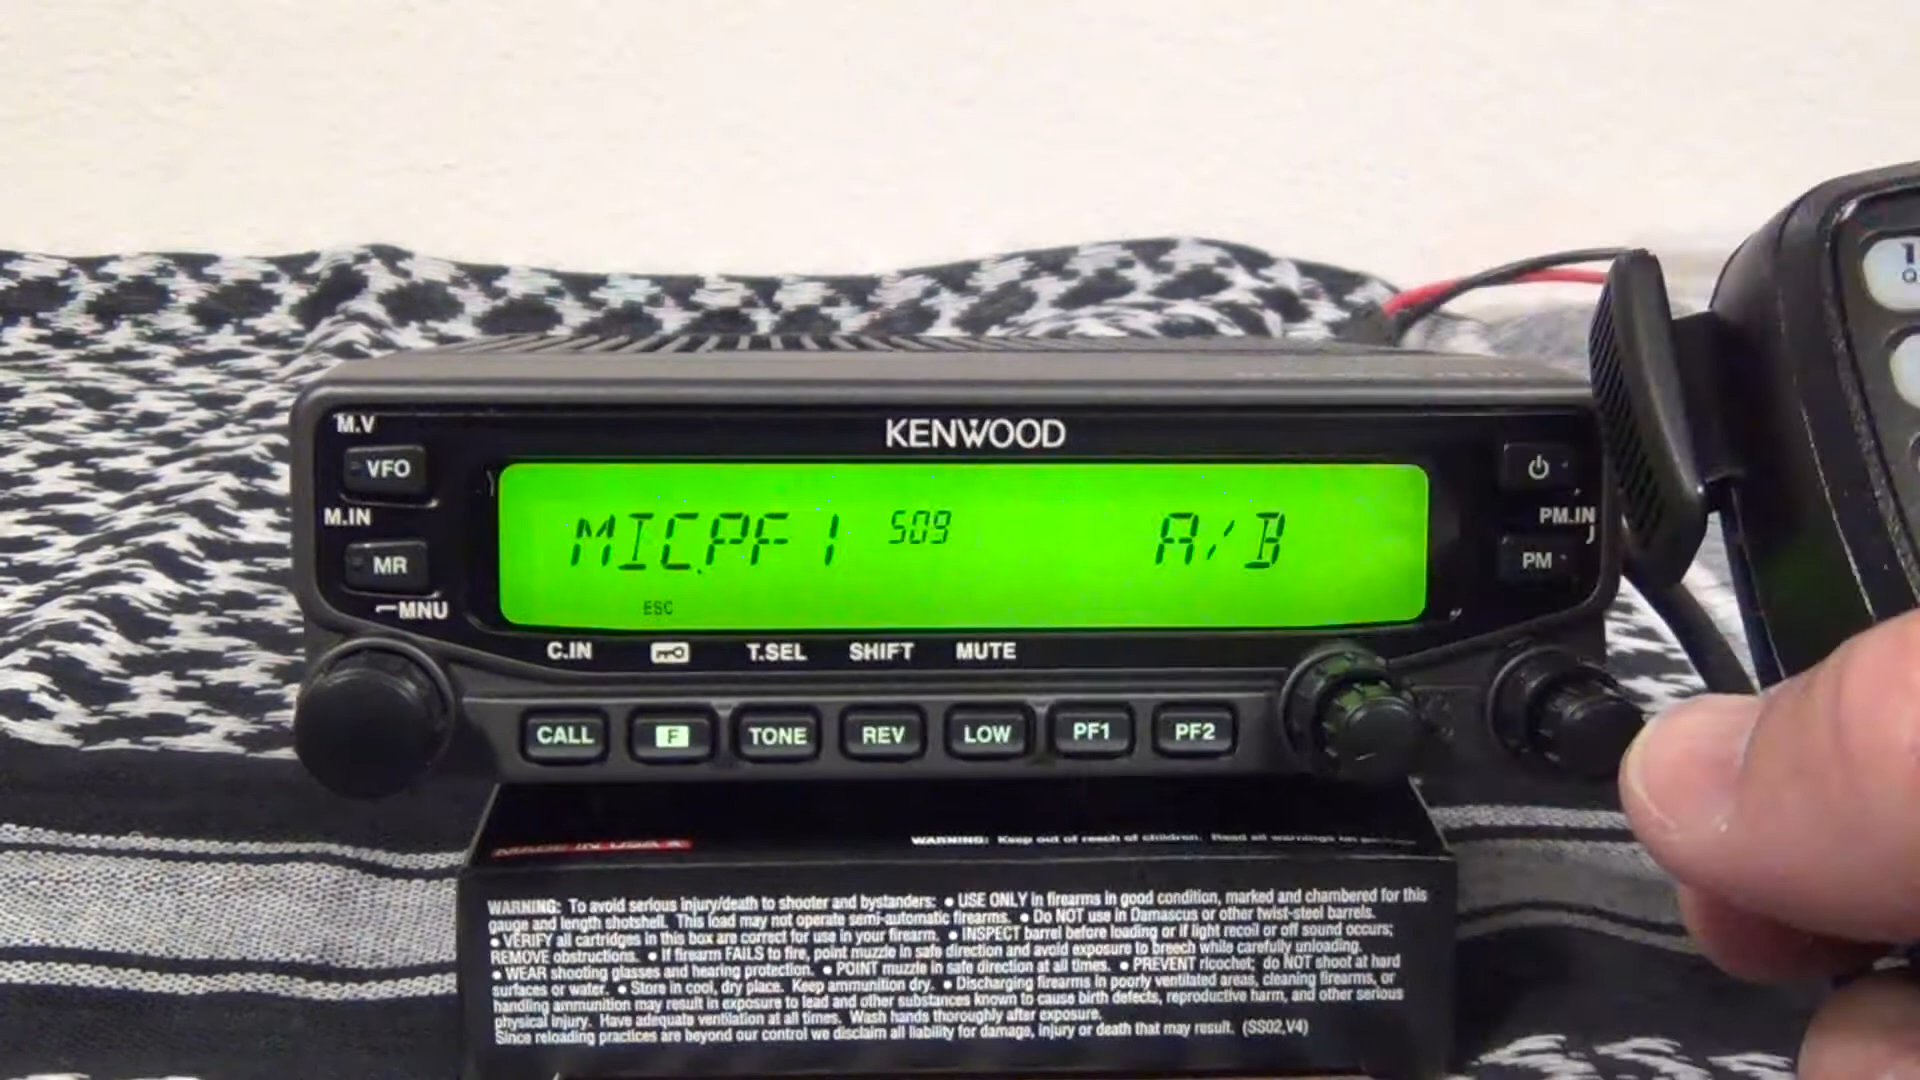 KENWOOD
M.V
VFO
M.IN
MR
MNU
MIC.PF1 509 A/B
ESC
PM.IN
PM
C.IN T.SEL SHIFT MUTE
CALL F TONE REV LOW PF1 PF2
1
Q
MADE IN USA
WARNING: Keep out of reach of children. Read all warnings on
WARNING: To avoid serious injury/death to shooter and bystanders: • USE ONLY in firearms in good condition, marked and chambered for this
gauge and length shotshell. This load may not operate semi-automatic firearms. • Do NOT use in Damascus or other twist-steel barrels.
• VERIFY all cartridges in this box are correct for use in your firearm. • INSPECT barrel before loading or if light recoil or off sound occurs;
REMOVE obstructions. • If firearm FAILS to fire, point muzzle in safe direction and avoid exposure to breech while carefully unloading.
• WEAR shooting glasses and hearing protection. • POINT muzzle in safe direction at all times. • PREVENT ricochet; do NOT shoot at hard
surfaces or water. • Store in cool, dry place. Keep ammunition dry. • Discharging firearms in poorly ventilated areas, cleaning firearms, or
handling ammunition may result in exposure to lead and other substances known to cause birth defects, reproductive harm, and other serious
physical injury. Have adequate ventilation at all times. Wash hands thoroughly after exposure.
Since reloading practices are beyond our control we disclaim all liability for damage, injury or death that may result. (SS02,V4)